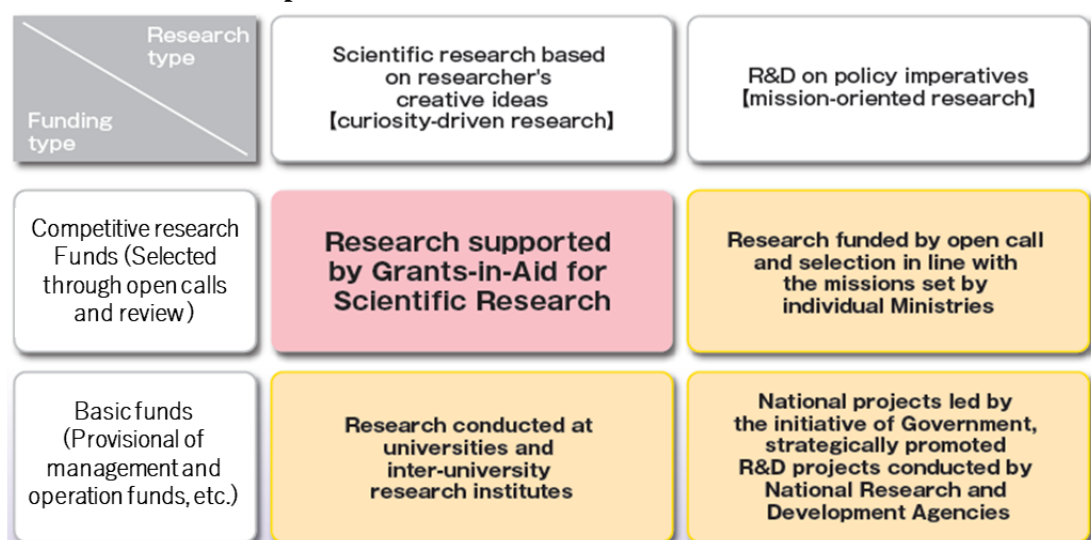 Research
type
Funding
type
Scientific research based
on researcher's
creative ideas
【curiosity-driven research】
R&D on policy imperatives
【mission-oriented research】
Competitive research
Funds (Selected
through open calls
and review)
Research supported
by Grants-in-Aid for
Scientific Research
Research funded by open call
and selection in line with
the missions set by
individual Ministries
Basic funds
(Provisional of
management and
operation funds, etc.)
Research conducted at
universities and
inter-university
research institutes
National projects led by
the initiative of Government,
strategically promoted
R&D projects conducted by
National Research and
Development Agencies